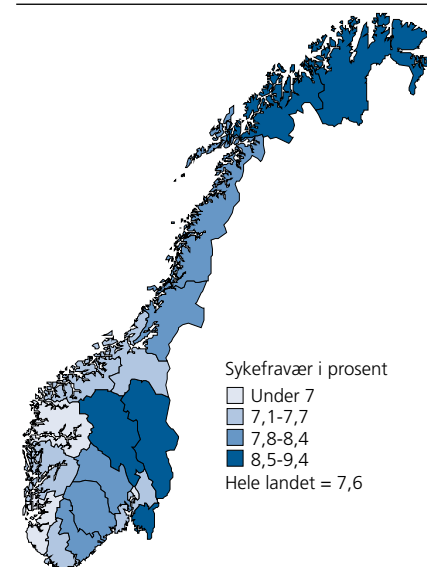 Sykefravær i prosent
Under 7
7,1-7,7
7,8-8,4
8,5-9,4
Hele landet = 7,6